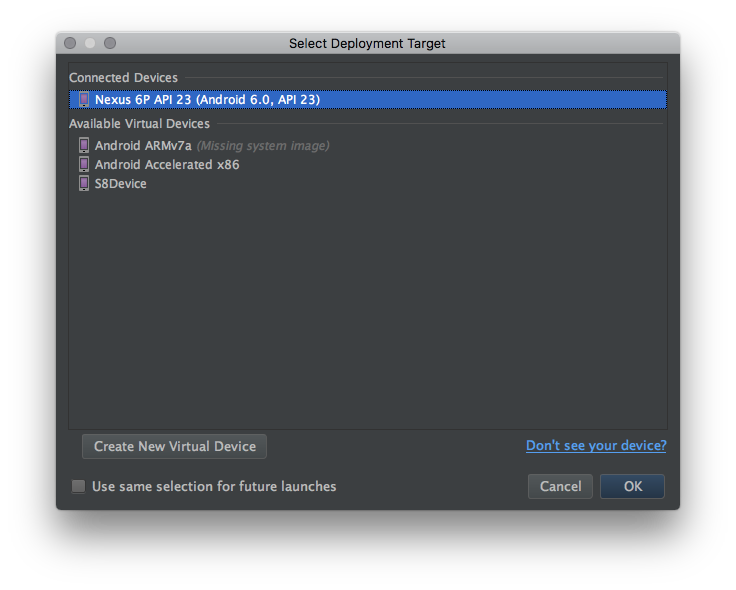 Select Deployment Target
Connected Devices
Nexus 6P API 23 (Android 6.0, API 23)
Available Virtual Devices
Android ARMv7a (Missing system image)
Android Accelerated x86
S8Device
Create New Virtual Device
Don't see your device?
Use same selection for future launches
Cancel
OK